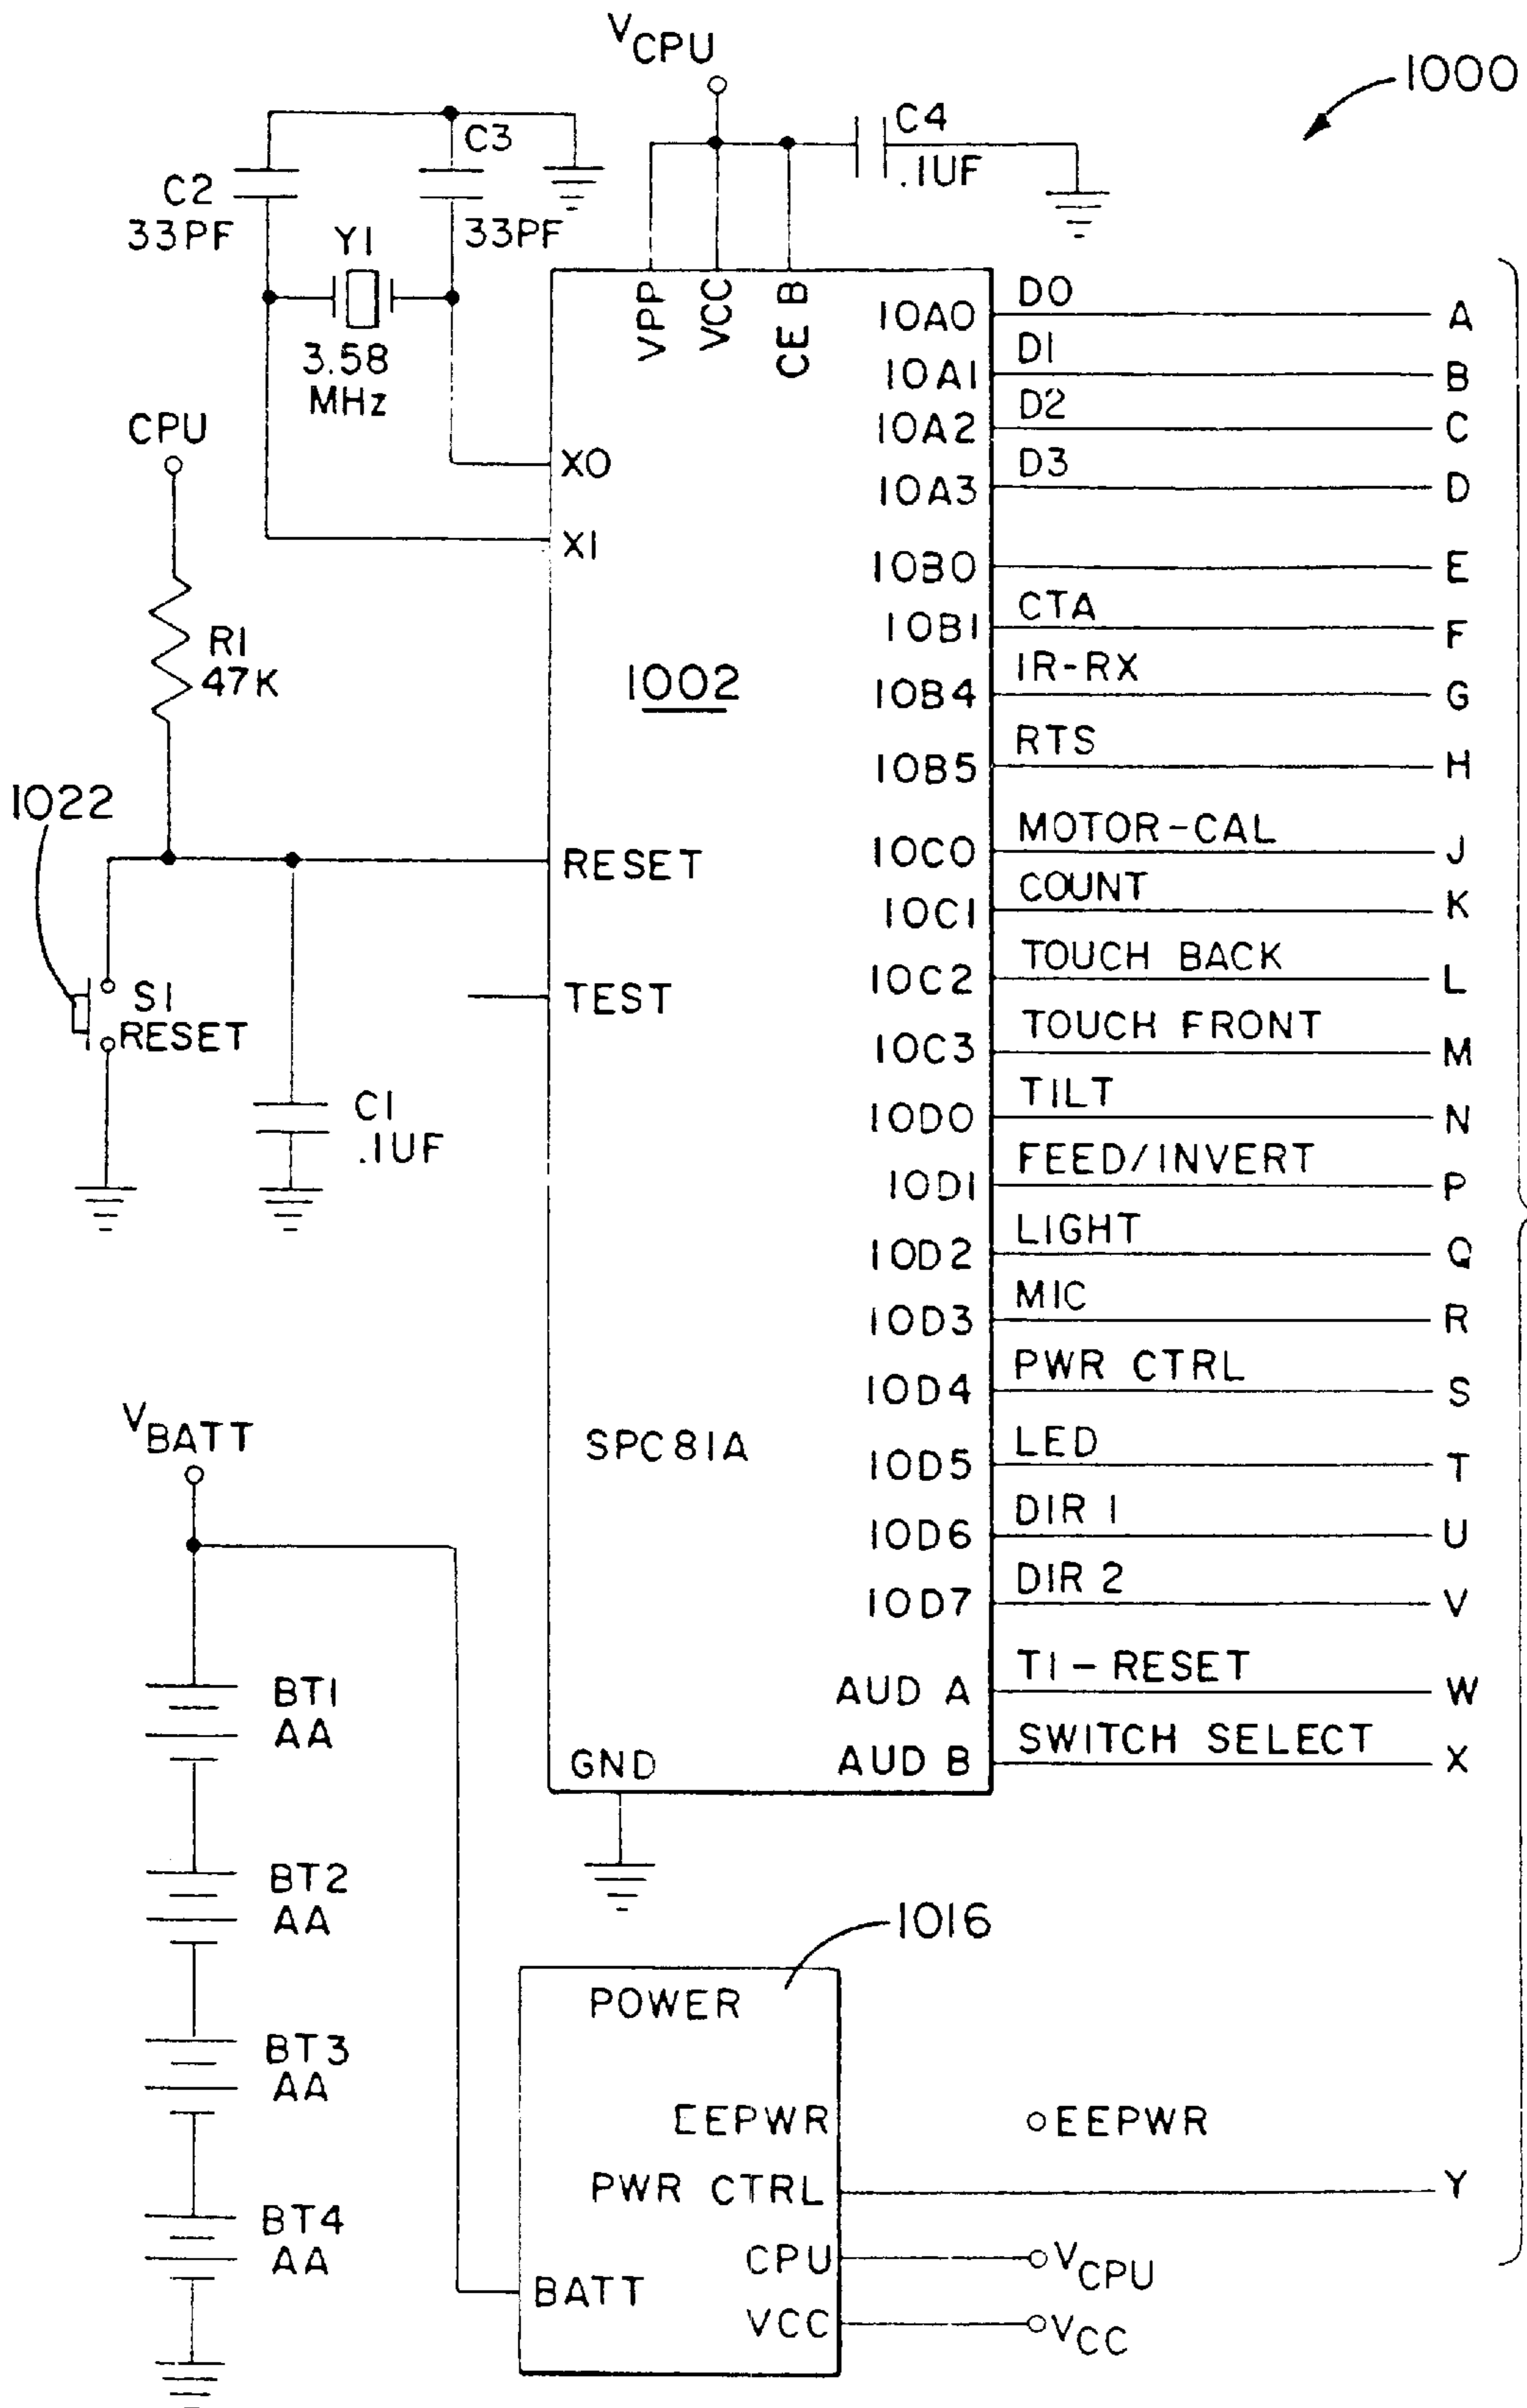 VCPU
1000
C3
C4
.1UF
C2
33PF
Y1
33PF
3.58
MHz
CPU
VPP
VCC
CE B
X0
X1
R1
47K
1002
1022
RESET
TEST
S1
RESET
C1
.1UF
IOA0 D0 A
IOA1 D1 B
IOA2 D2 C
IOA3 D3 D
IOB0 E
IOB1 CTA F
IOB4 IR-RX G
IOB5 RTS H
IOC0 MOTOR-CAL J
IOC1 COUNT K
IOC2 TOUCH BACK L
IOC3 TOUCH FRONT M
IOD0 TILT N
IOD1 FEED/INVERT P
IOD2 LIGHT Q
IOD3 MIC R
IOD4 PWR CTRL S
IOD5 LED T
IOD6 DIR 1 U
IOD7 DIR 2 V
AUD A TI-RESET W
AUD B SWITCH SELECT X
SPC81A
GND
VBATT
BT1
AA
BT2
AA
BT3
AA
BT4
AA
1016
POWER
EEPWR
EEPWR
PWR CTRL Y
CPU VCPU
BATT
VCC VCC